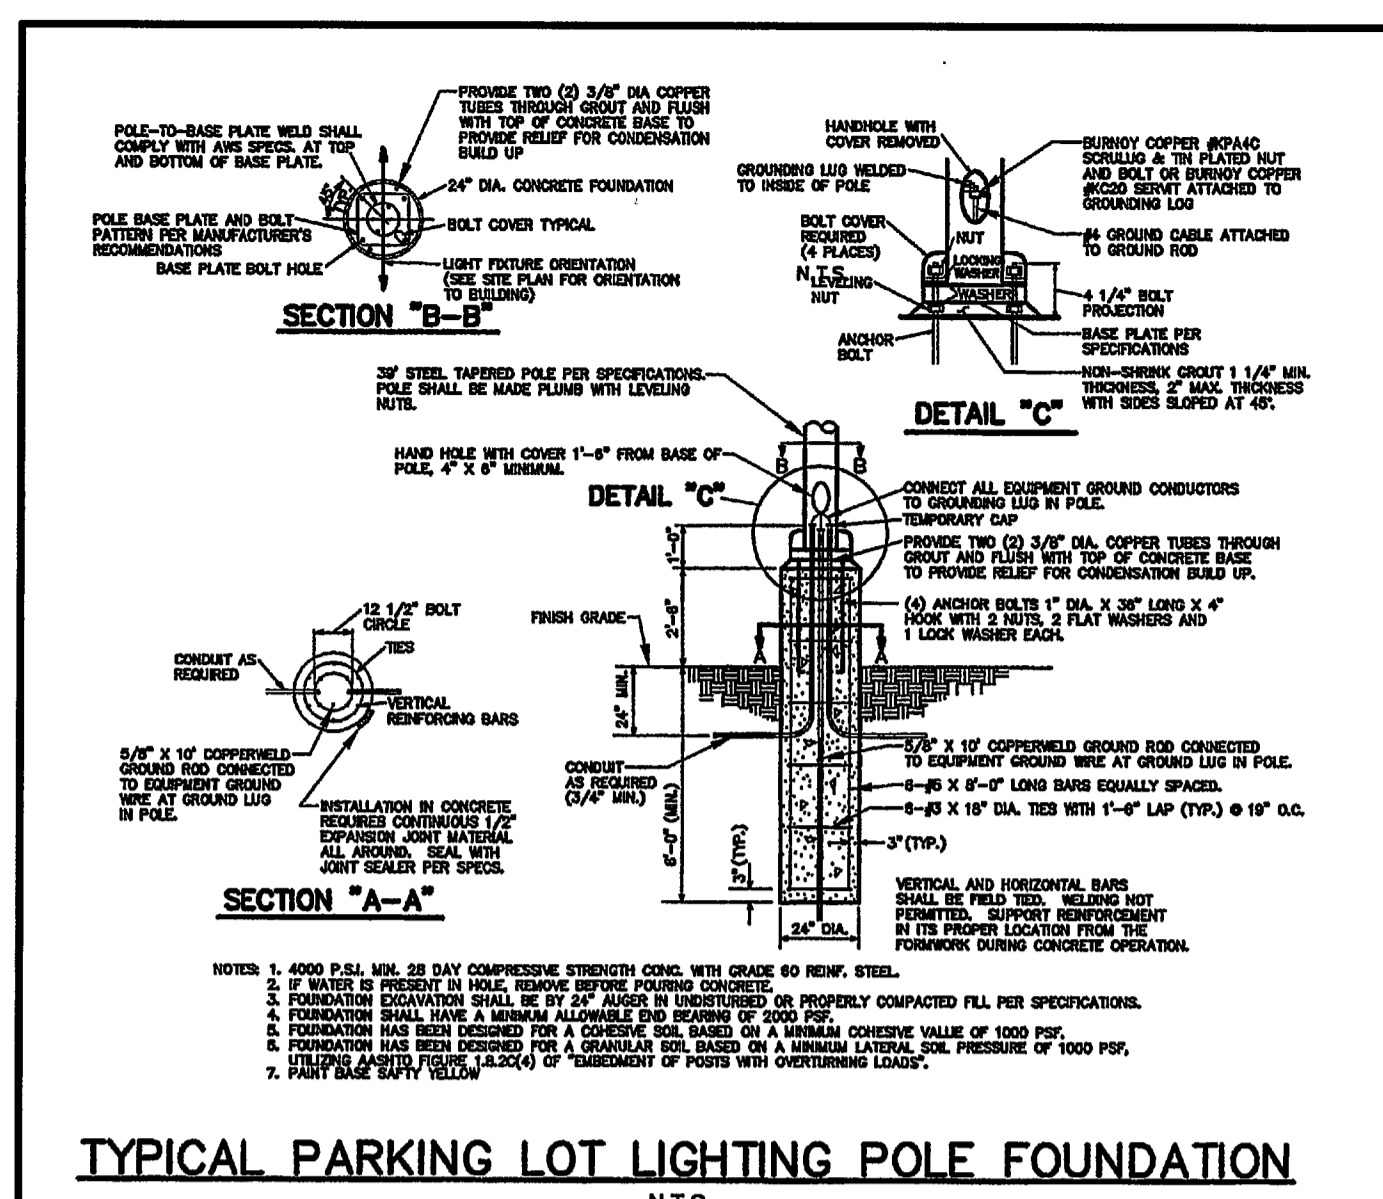 PROVIDE TWO (2) 3/8" DIA COPPER
TUBES THROUGH GROUT AND FLUSH
WITH TOP OF CONCRETE BASE TO
PROVIDE RELIEF FOR CONDENSATION
BUILD UP
POLE-TO-BASE PLATE WELD SHALL
COMPLY WITH AWS SPECS. AT TOP
AND BOTTOM OF BASE PLATE.
45°
TYP.
24" DIA. CONCRETE FOUNDATION
POLE BASE PLATE AND BOLT
PATTERN PER MANUFACTURER'S
RECOMMENDATIONS
BOLT COVER TYPICAL
BASE PLATE BOLT HOLE
LIGHT FIXTURE ORIENTATION
(SEE SITE PLAN FOR ORIENTATION
TO BUILDING)
SECTION "B-B"
HANDHOLE WITH
COVER REMOVED
GROUNDING LUG WELDED
TO INSIDE OF POLE
BURNOY COPPER #KPA4C
SCRULUG & TIN PLATED NUT
AND BOLT OR BURNOY COPPER
#KC20 SERVIT ATTACHED TO
GROUNDING LOG
BOLT COVER
REQUIRED
(4 PLACES)
NUT
#4 GROUND CABLE ATTACHED
TO GROUND ROD
LOCKING
WASHER
N.T.S.
LEVELING
NUT
WASHER
4 1/4" BOLT
PROJECTION
ANCHOR
BOLT
BASE PLATE PER
SPECIFICATIONS
NON-SHRINK GROUT 1 1/4" MIN.
THICKNESS, 2" MAX. THICKNESS
WITH SIDES SLOPED AT 45°.
DETAIL "C"
39' STEEL TAPERED POLE PER SPECIFICATIONS.
POLE SHALL BE MADE PLUMB WITH LEVELING
NUTS.
HAND HOLE WITH COVER 1'-6" FROM BASE OF
POLE, 4" X 6" MINIMUM.
B B
DETAIL "C"
CONNECT ALL EQUIPMENT GROUND CONDUCTORS
TO GROUNDING LUG IN POLE.
TEMPORARY CAP
1'-0"
PROVIDE TWO (2) 3/8" DIA. COPPER TUBES THROUGH
GROUT AND FLUSH WITH TOP OF CONCRETE BASE
TO PROVIDE RELIEF FOR CONDENSATION BUILD UP.
2'-6"
(4) ANCHOR BOLTS 1" DIA. X 36" LONG X 4"
HOOK WITH 2 NUTS, 2 FLAT WASHERS AND
1 LOCK WASHER EACH.
FINISH GRADE
A A
12 1/2" BOLT
CIRCLE
TIES
CONDUIT AS
REQUIRED
VERTICAL
REINFORCING BARS
5/8" X 10' COPPERWELD
GROUND ROD CONNECTED
TO EQUIPMENT GROUND
WIRE AT GROUND LUG
IN POLE.
INSTALLATION IN CONCRETE
REQUIRES CONTINUOUS 1/2"
EXPANSION JOINT MATERIAL
ALL AROUND. SEAL WITH
JOINT SEALER PER SPECS.
SECTION "A-A"
24" MIN.
CONDUIT
AS REQUIRED
(3/4" MIN.)
6'-0" (MIN.)
5/8" X 10' COPPERWELD GROUND ROD CONNECTED
TO EQUIPMENT GROUND WIRE AT GROUND LUG IN POLE.
6-#6 X 8'-0" LONG BARS EQUALLY SPACED.
6-#3 X 18" DIA. TIES WITH 1'-6" LAP (TYP.) @ 19" O.C.
3" (TYP.)
3" (TYP.)
24" DIA.
VERTICAL AND HORIZONTAL BARS
SHALL BE FIELD TIED. WELDING NOT
PERMITTED. SUPPORT REINFORCEMENT
IN ITS PROPER LOCATION FROM THE
FORMWORK DURING CONCRETE OPERATION.
NOTES: 1. 4000 P.S.I. MIN. 28 DAY COMPRESSIVE STRENGTH CONC. WITH GRADE 60 REINF. STEEL.
2. IF WATER IS PRESENT IN HOLE, REMOVE BEFORE POURING CONCRETE.
3. FOUNDATION EXCAVATION SHALL BE BY 24" AUGER IN UNDISTURBED OR PROPERLY COMPACTED FILL PER SPECIFICATIONS.
4. FOUNDATION SHALL HAVE A MINIMUM ALLOWABLE END BEARING OF 2000 PSF.
5. FOUNDATION HAS BEEN DESIGNED FOR A COHESIVE SOIL BASED ON A MINIMUM COHESIVE VALUE OF 1000 PSF.
6. FOUNDATION HAS BEEN DESIGNED FOR A GRANULAR SOIL BASED ON A MINIMUM LATERAL SOIL PRESSURE OF 1000 PSF,
UTILIZING AASHTO FIGURE 1.8.2C(4) OF "EMBEDMENT OF POSTS WITH OVERTURNING LOADS".
7. PAINT BASE SAFTY YELLOW
TYPICAL PARKING LOT LIGHTING POLE FOUNDATION
N.T.S.